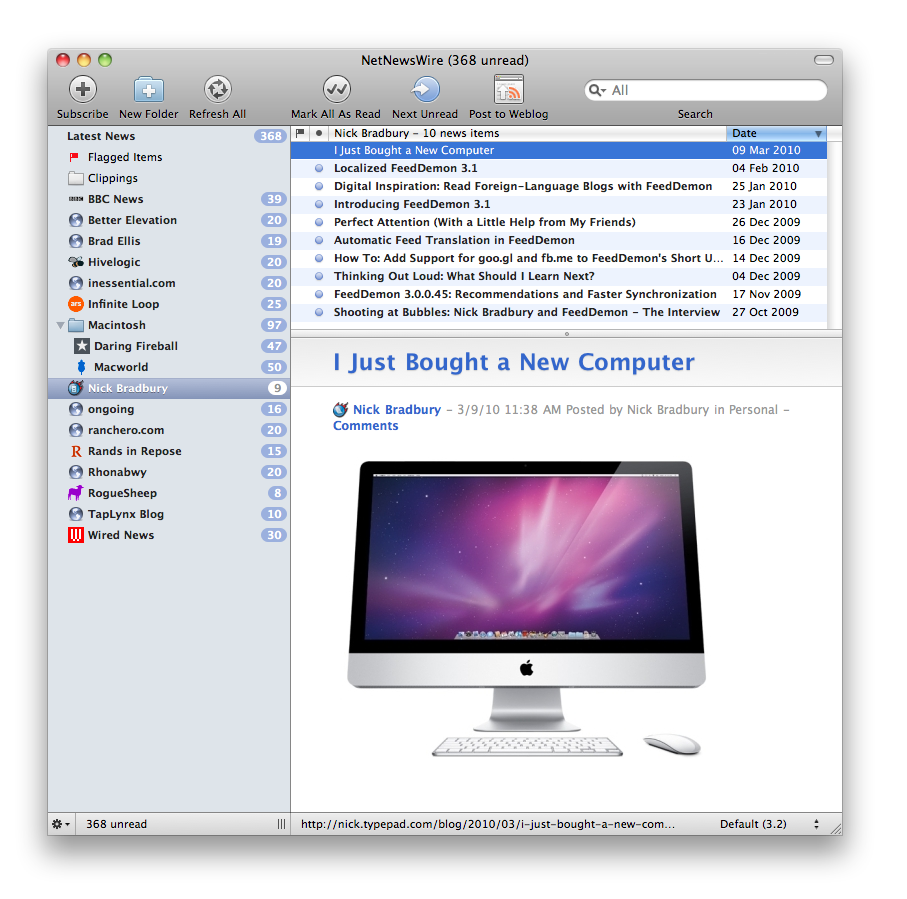 NetNewsWire (368 unread)
Subscribe New Folder Refresh All Mark All As Read Next Unread Post to Weblog Search
All
Latest News 368
Flagged Items
Clippings
BBC News 39
Better Elevation 20
Brad Ellis 19
Hivelogic 20
inessential.com 20
ars Infinite Loop 25
Macintosh 97
Daring Fireball 47
Macworld 50
Nick Bradbury 9
ongoing 16
ranchero.com 20
R Rands in Repose 15
Rhonabwy 20
RogueSheep 8
TapLynx Blog 10
W Wired News 30
368 unread
Nick Bradbury – 10 news items Date
I Just Bought a New Computer 09 Mar 2010
Localized FeedDemon 3.1 04 Feb 2010
Digital Inspiration: Read Foreign-Language Blogs with FeedDemon 25 Jan 2010
Introducing FeedDemon 3.1 23 Jan 2010
Perfect Attention (With a Little Help from My Friends) 26 Dec 2009
Automatic Feed Translation in FeedDemon 16 Dec 2009
How To: Add Support for goo.gl and fb.me to FeedDemon's Short U... 14 Dec 2009
Thinking Out Loud: What Should I Learn Next? 04 Dec 2009
FeedDemon 3.0.0.45: Recommendations and Faster Synchronization 17 Nov 2009
Shooting at Bubbles: Nick Bradbury and FeedDemon – The Interview 27 Oct 2009
I Just Bought a New Computer
Nick Bradbury – 3/9/10 11:38 AM Posted by Nick Bradbury in Personal –
Comments
http://nick.typepad.com/blog/2010/03/i-just-bought-a-new-com... Default (3.2)